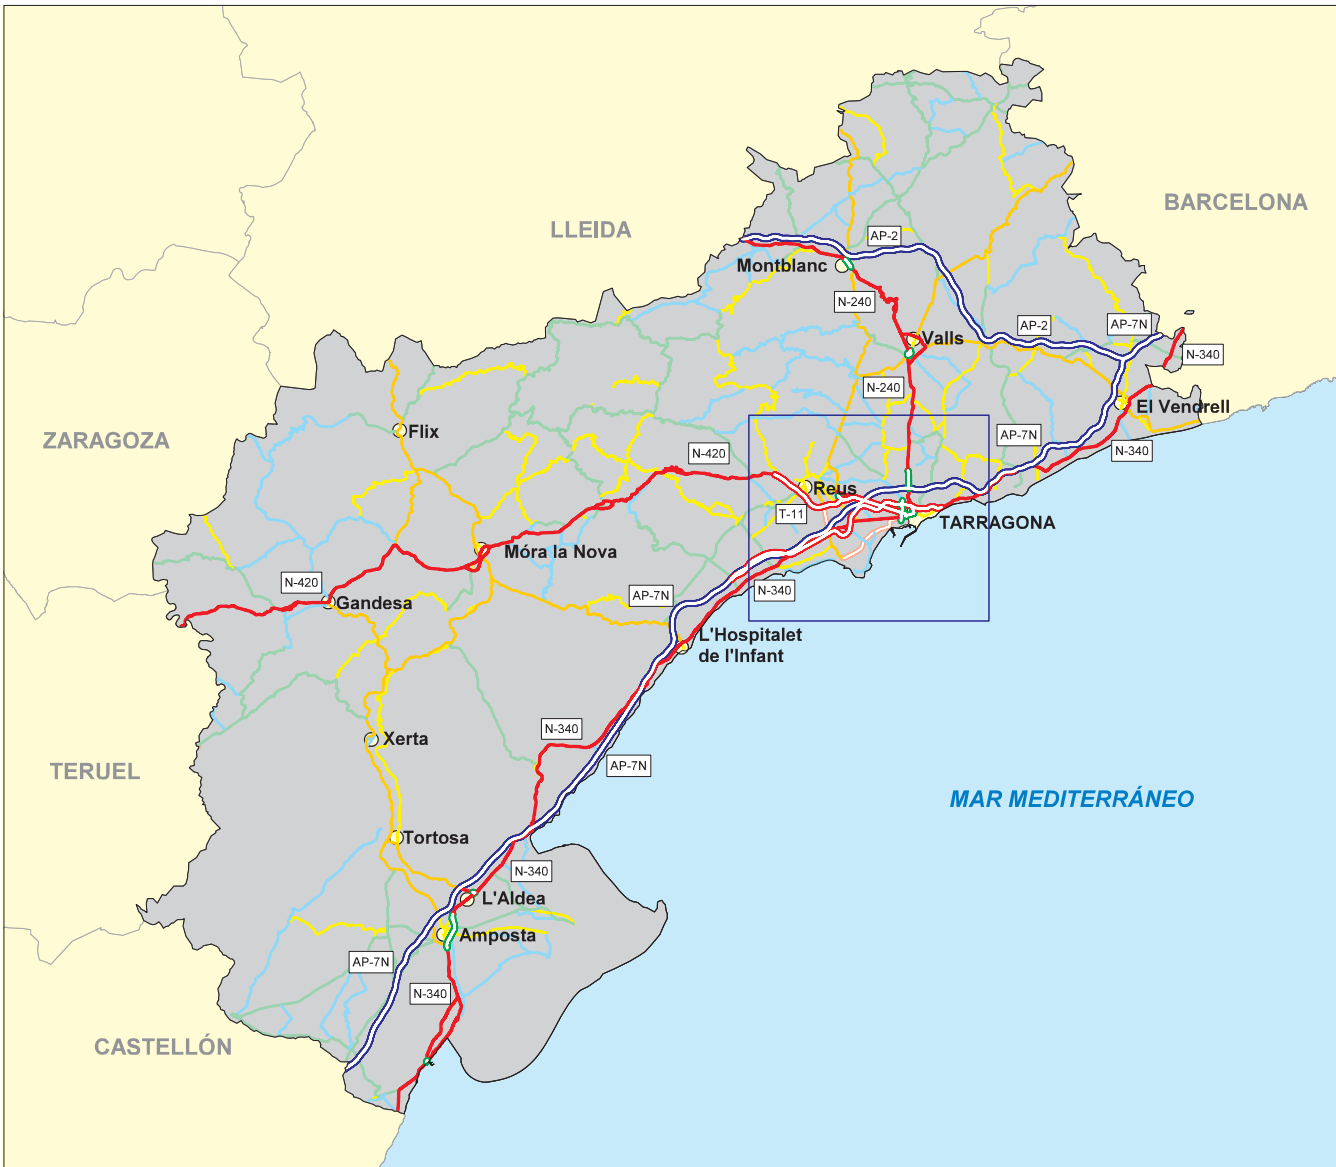 BARCELONA
LLEIDA
AP-2
Montblanc
N-240
AP-2
AP-7N
Valls
N-340
N-240
El Vendrell
Flix
ZARAGOZA
AP-7N
N-340
N-420
Reus
T-11
TARRAGONA
Móra la Nova
N-420
Gandesa
AP-7N
N-340
L'Hospitalet
de l'Infant
N-340
Xerta
AP-7N
TERUEL
MAR MEDITERRÁNEO
Tortosa
N-340
L'Aldea
Amposta
AP-7N
N-340
CASTELLÓN